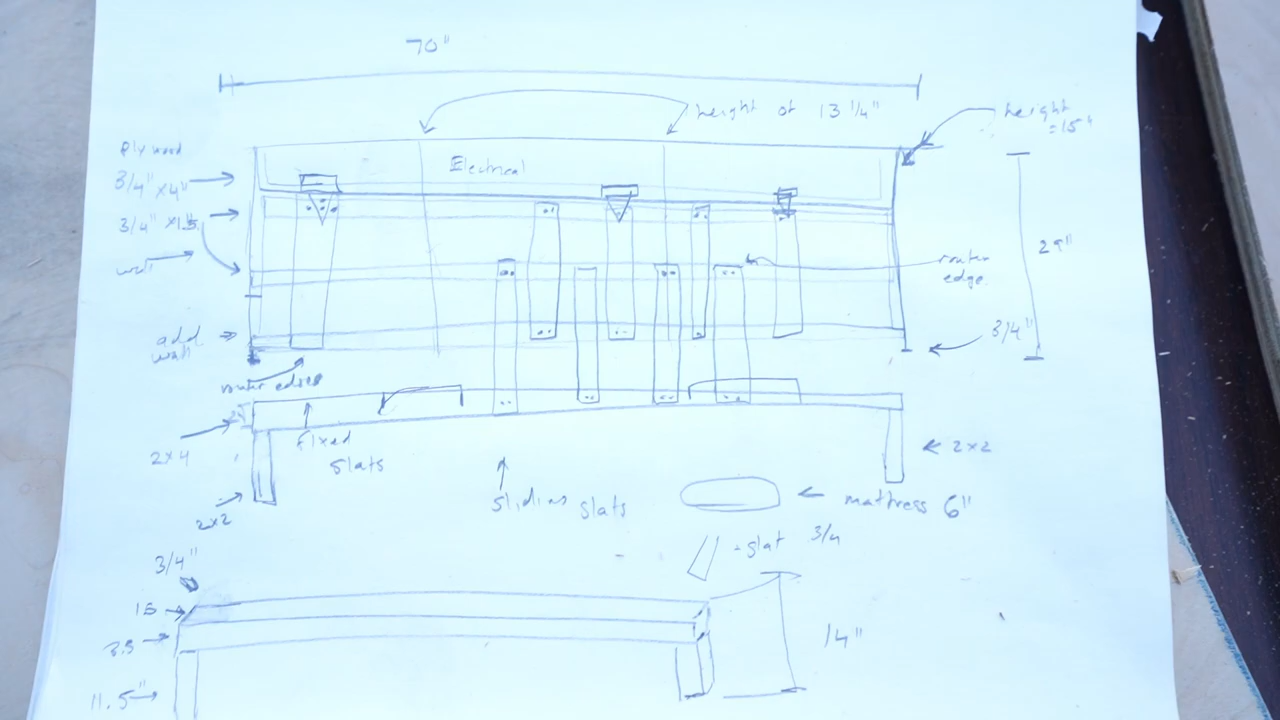 70"
height of 13 1/4"
height
=15"
Plywood
3/4" x 4"
3/4" x 1.5
wall
add
wall
Electrical
29"
router
edge
3/4"
router edges
2x4
Fixed
slats
2x2
2x2
Sliding slats
mattress 6"
- slat 3/4
3/4"
1.5
3.5
11.5"
14"